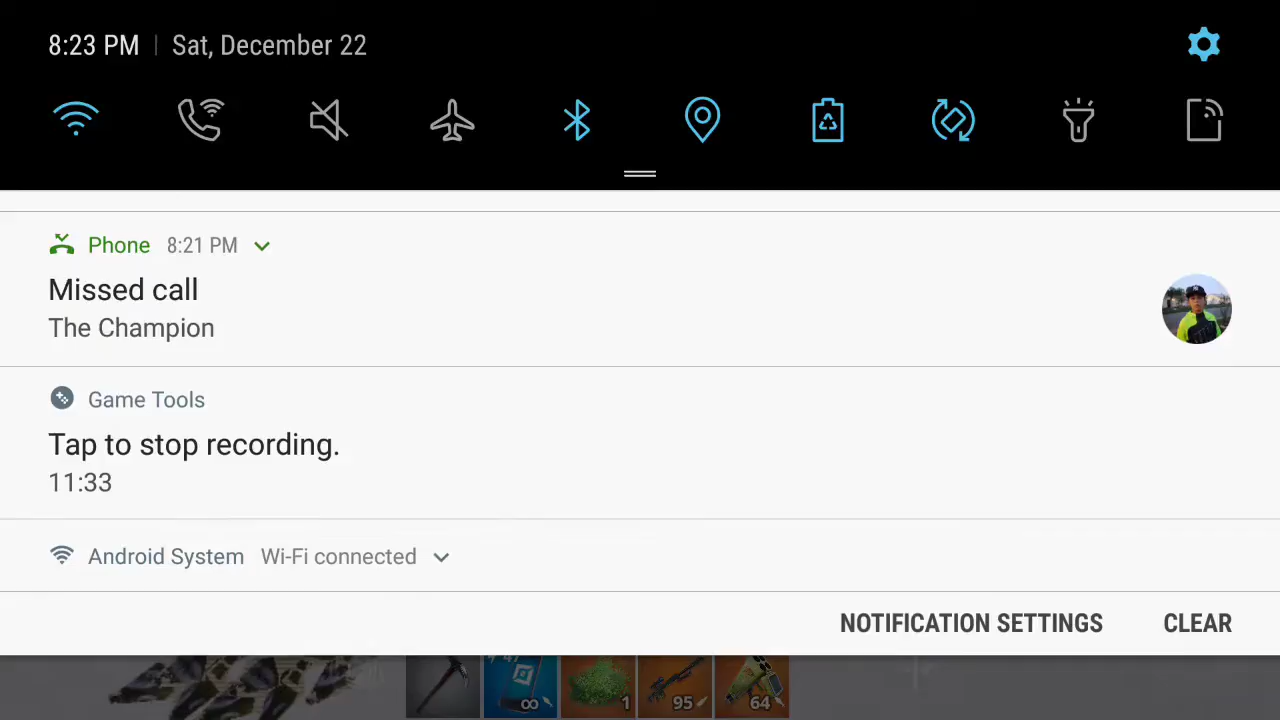 8:23 PM | Sat, December 22
Phone 8:21 PM
Missed call
The Champion
Game Tools
Tap to stop recording.
11:33
Android System Wi-Fi connected
NOTIFICATION SETTINGS CLEAR
∞ 1 95 64